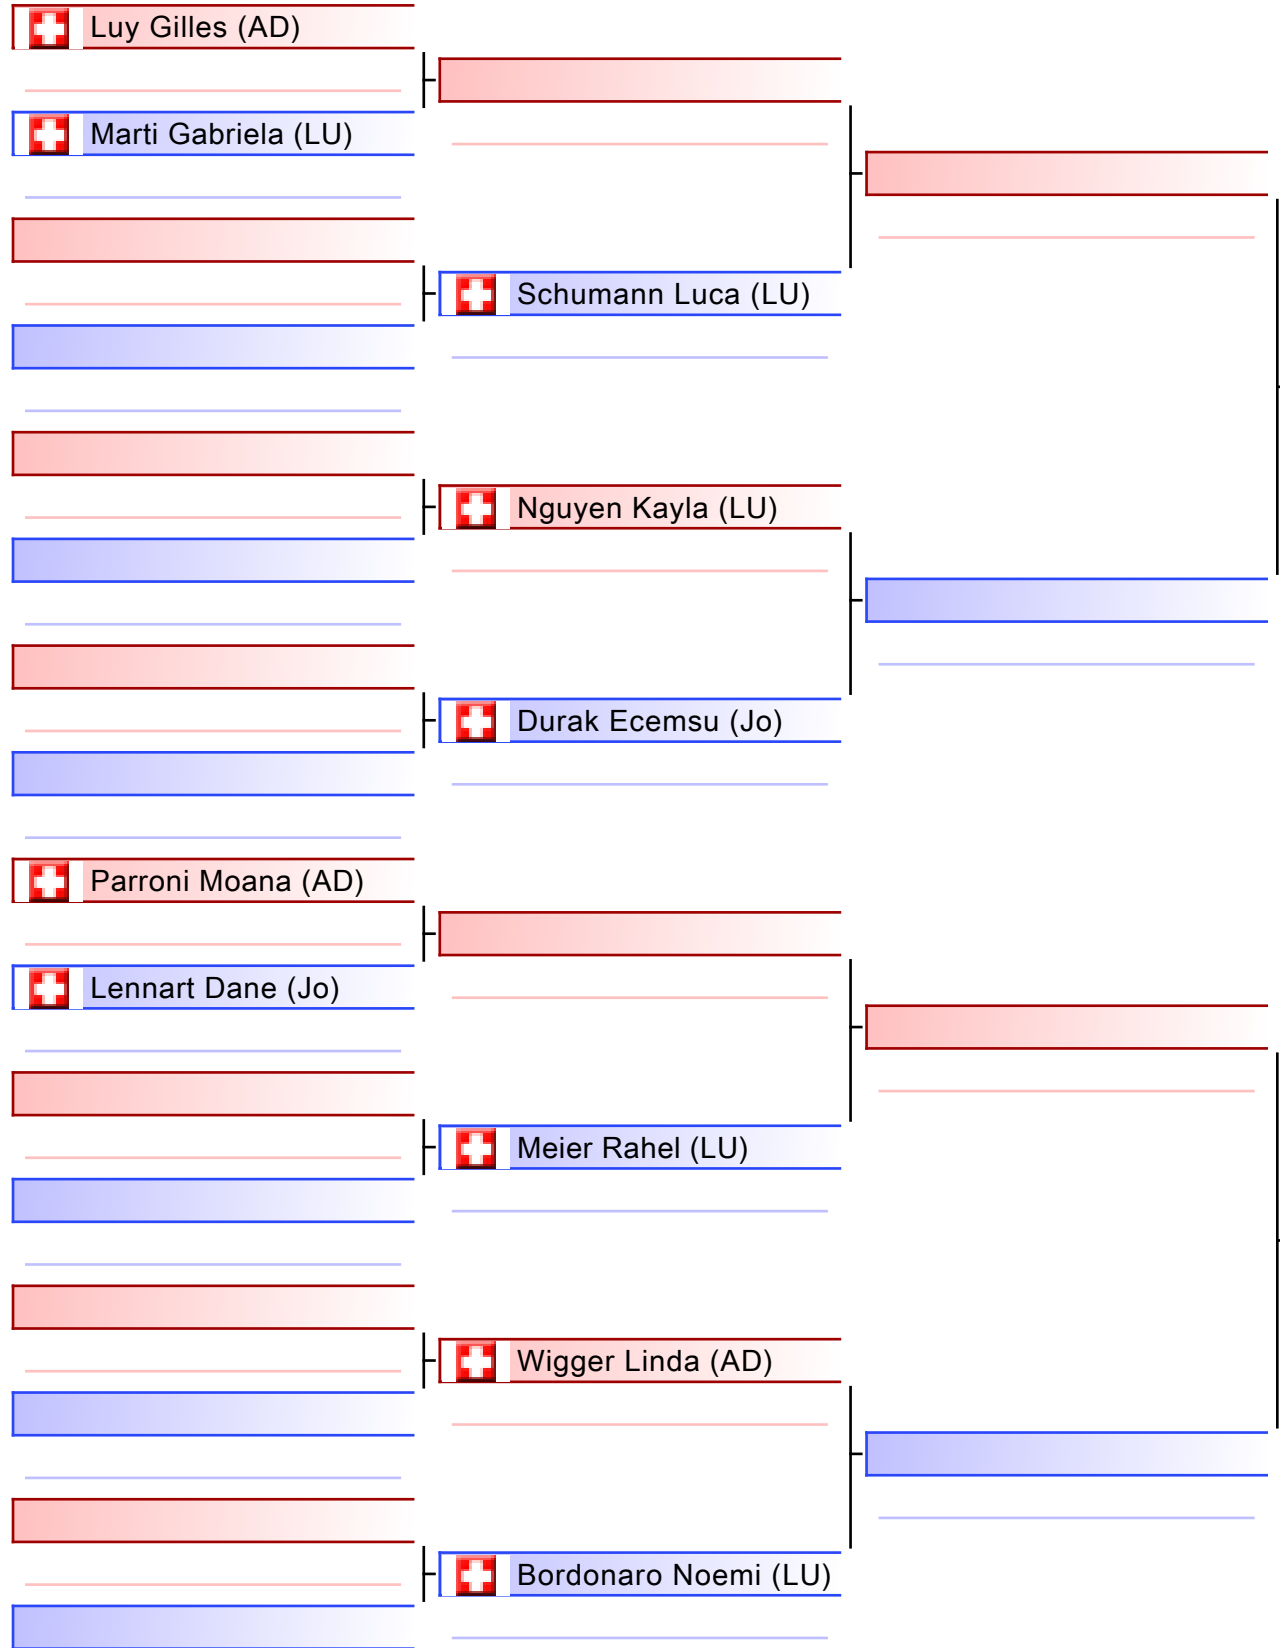 Luy Gilles (AD)
Marti Gabriela (LU)
Schumann Luca (LU)
Nguyen Kayla (LU)
Durak Ecemsu (Jo)
Parroni Moana (AD)
Lennart Dane (Jo)
Meier Rahel (LU)
Wigger Linda (AD)
Bordonaro Noemi (LU)